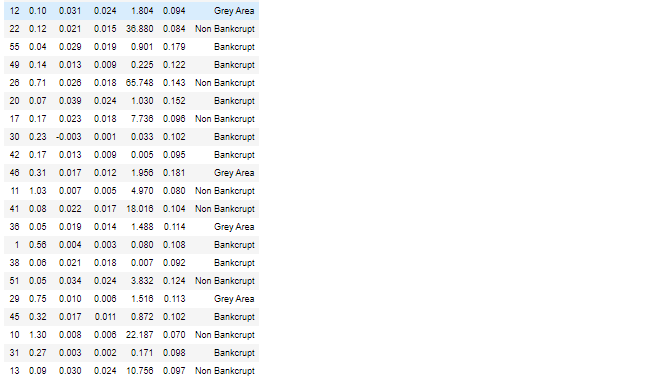 12 0.10 0.031 0.024 1.804 0.094 Grey Area
22 0.12 0.021 0.015 36.880 0.084 Non Bankcrupt
55 0.04 0.029 0.019 0.901 0.179 Bankcrupt
49 0.14 0.013 0.009 0.225 0.122 Bankcrupt
26 0.71 0.026 0.018 65.748 0.143 Non Bankcrupt
20 0.07 0.039 0.024 1.030 0.152 Bankcrupt
17 0.17 0.023 0.018 7.736 0.096 Non Bankcrupt
30 0.23 -0.003 0.001 0.033 0.102 Bankcrupt
42 0.17 0.013 0.009 0.005 0.095 Bankcrupt
46 0.31 0.017 0.012 1.956 0.181 Grey Area
11 1.03 0.007 0.005 4.970 0.080 Non Bankcrupt
41 0.08 0.022 0.017 18.016 0.104 Non Bankcrupt
36 0.05 0.019 0.014 1.488 0.114 Grey Area
1 0.56 0.004 0.003 0.080 0.108 Bankcrupt
38 0.06 0.021 0.018 0.007 0.092 Bankcrupt
51 0.05 0.034 0.024 3.832 0.124 Non Bankcrupt
29 0.75 0.010 0.006 1.516 0.113 Grey Area
45 0.32 0.017 0.011 0.872 0.102 Bankcrupt
10 1.30 0.008 0.006 22.187 0.070 Non Bankcrupt
31 0.27 0.003 0.002 0.171 0.098 Bankcrupt
13 0.09 0.030 0.024 10.756 0.097 Non Bankcrupt